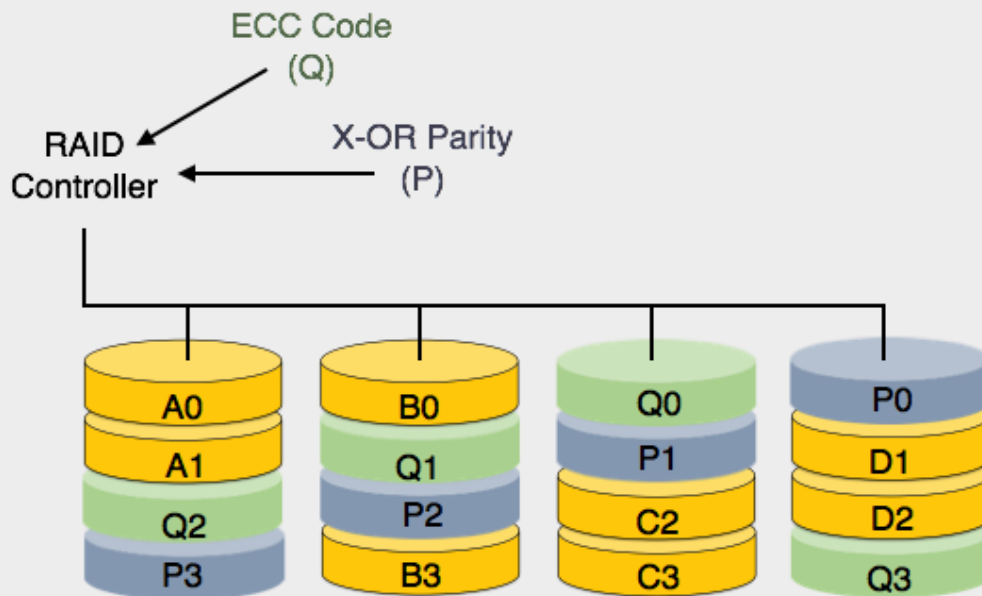 ECC Code
(Q)
RAID
Controller
X-OR Parity
(P)
A0
B0
Q0
P0
A1
Q1
P1
D1
Q2
P2
C2
D2
P3
B3
C3
Q3